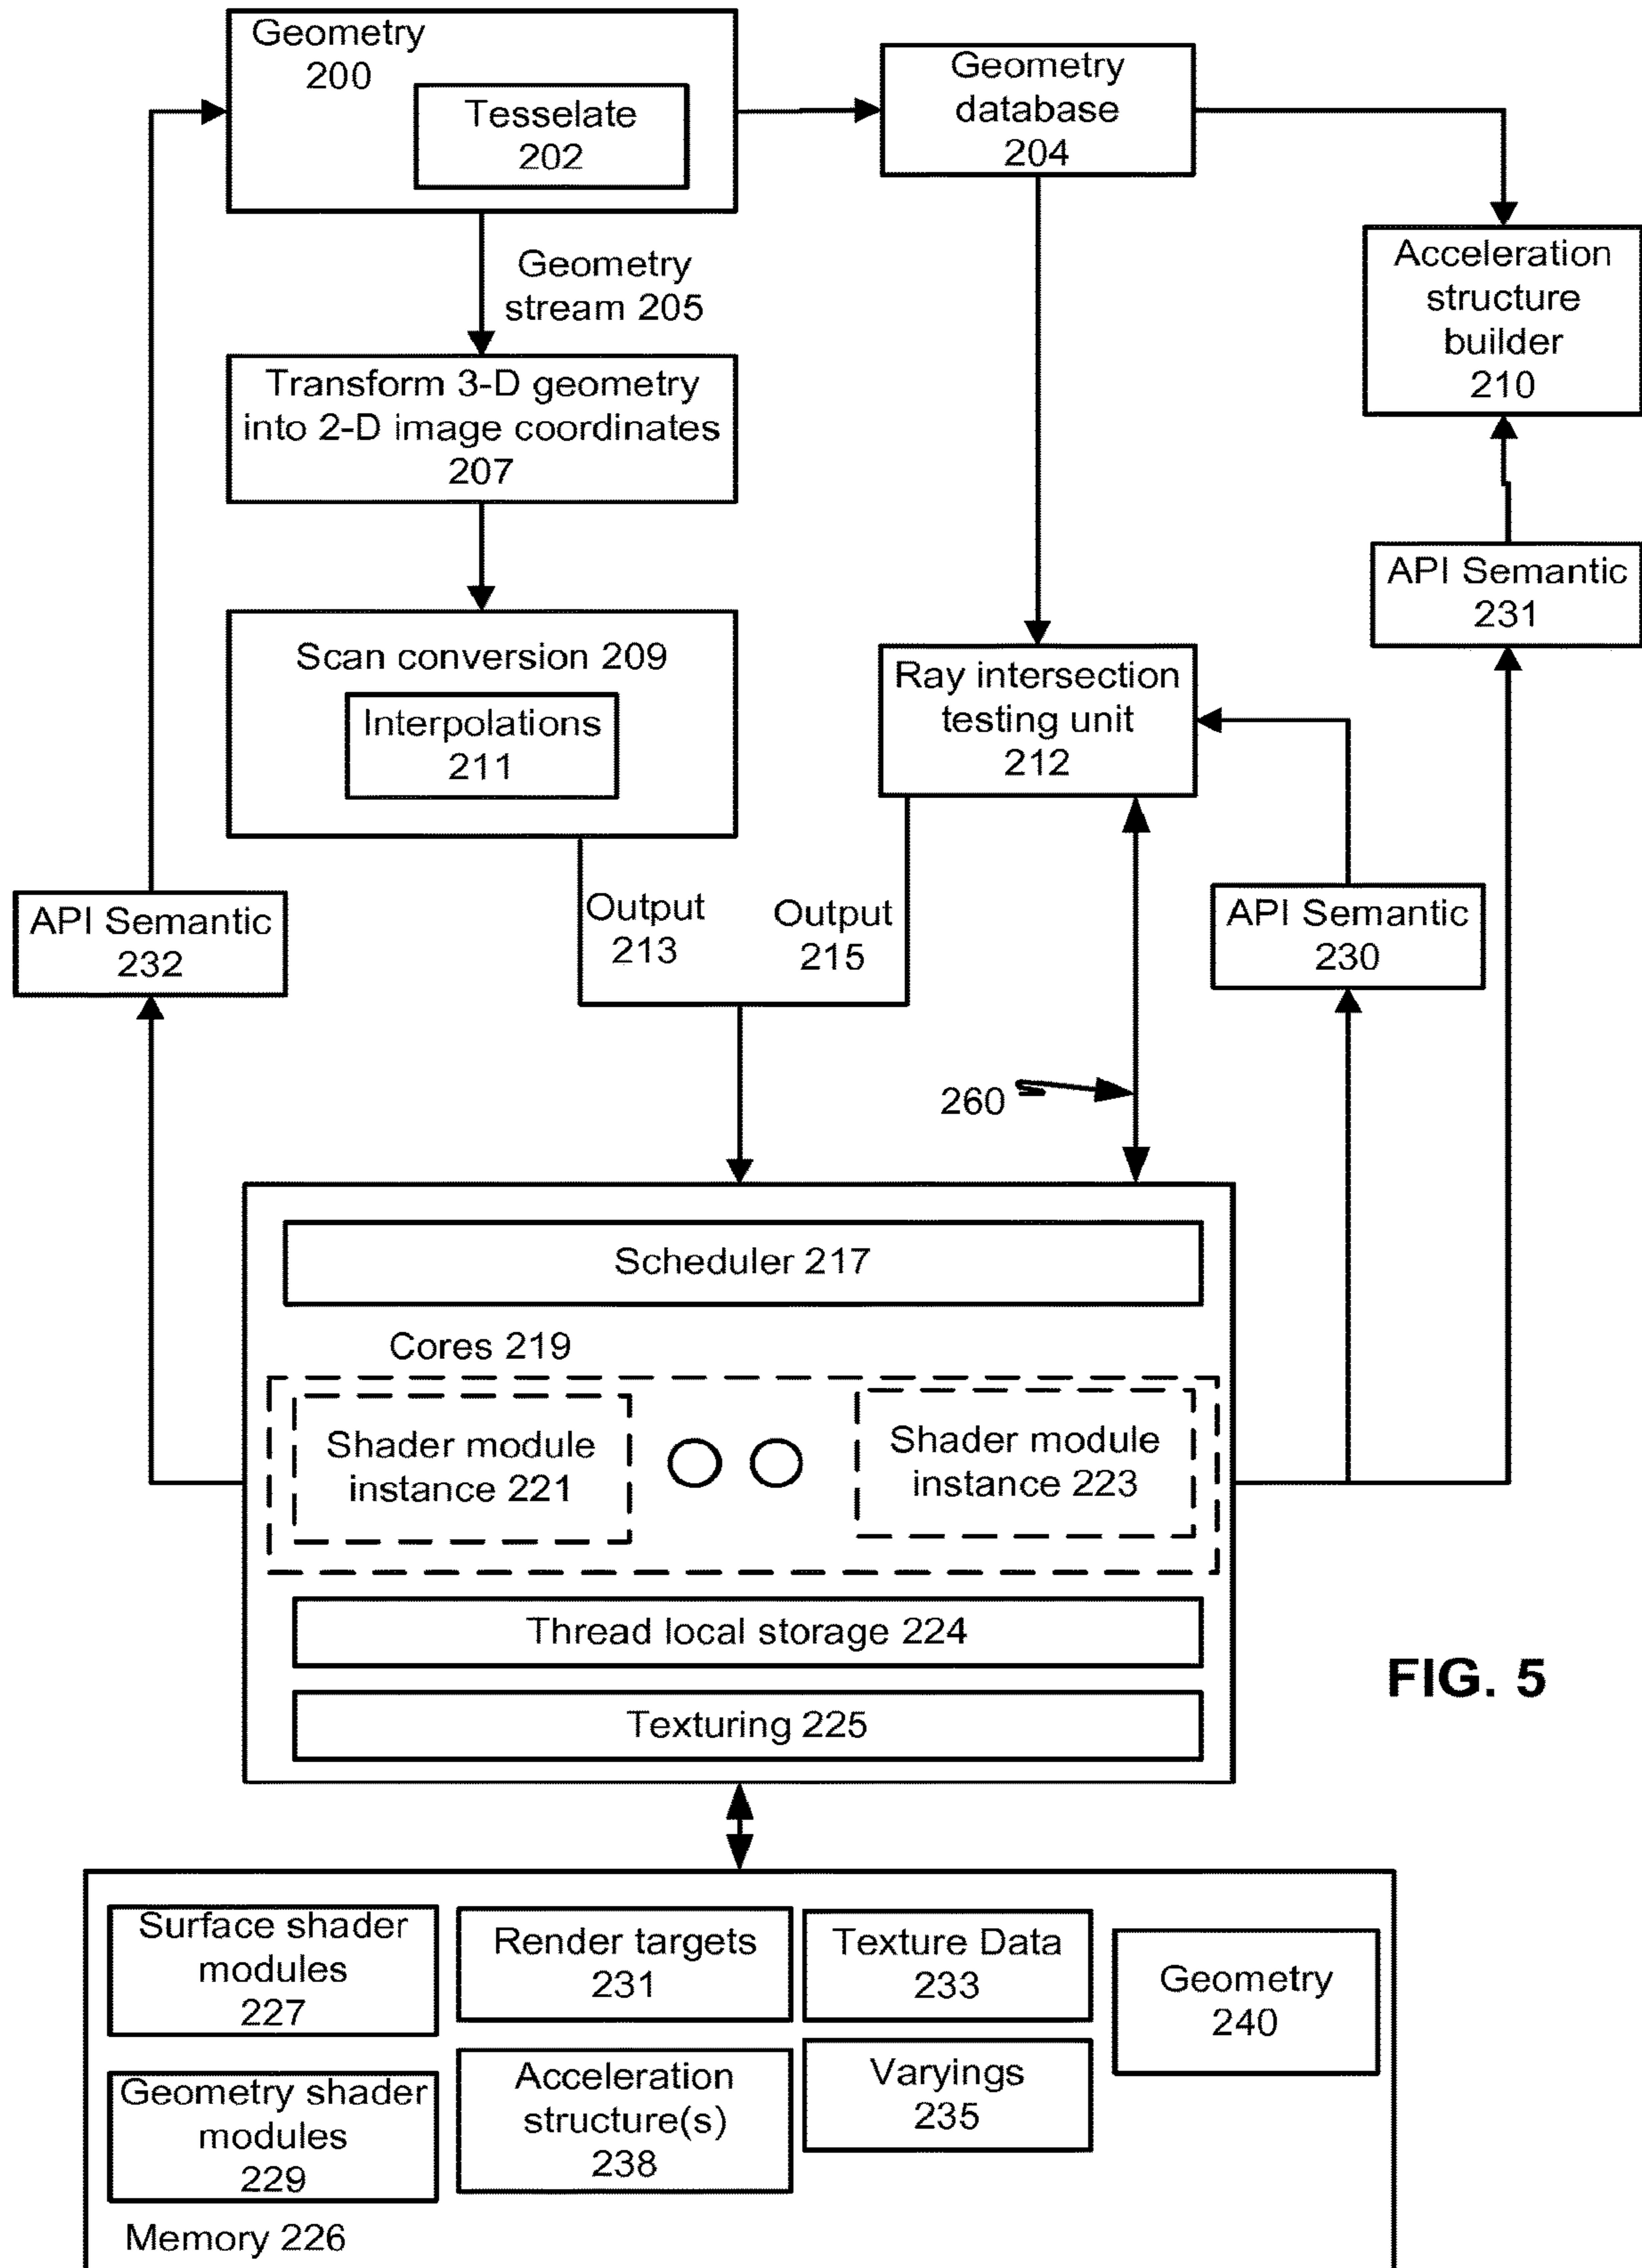 Geometry
200
Tesselate
202
Geometry
database
204
Geometry
stream 205
Acceleration
structure
builder
210
Transform 3-D geometry
into 2-D image coordinates
207
API Semantic
231
Scan conversion 209
Interpolations
211
Ray intersection
testing unit
212
API Semantic
232
Output
213
Output
215
API Semantic
230
260
Scheduler 217
Cores 219
Shader module
instance 221
Shader module
instance 223
Thread local storage 224
Texturing 225
FIG. 5
Surface shader
modules
227
Render targets
231
Texture Data
233
Geometry
240
Geometry shader
modules
229
Acceleration
structure(s)
238
Varyings
235
Memory 226